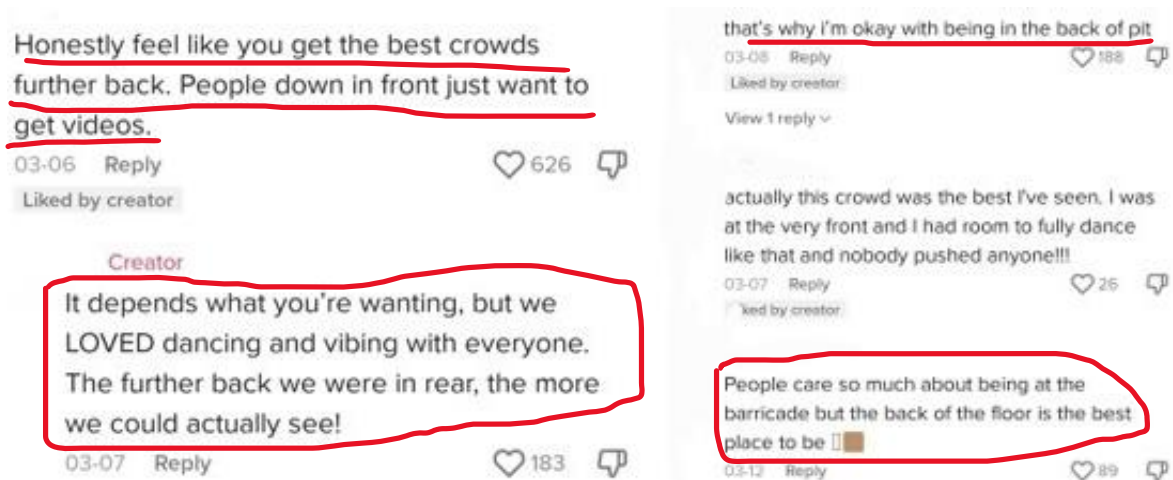 Honestly feel like you get the best crowds
further back. People down in front just want to
get videos.
03-06 Reply 626
Liked by creator
Creator
It depends what you're wanting, but we
LOVED dancing and vibing with everyone.
The further back we were in rear, the more
we could actually see!
03-07 Reply 183
that's why i'm okay with being in the back of pit
03-08 Reply 188
Liked by creator
View 1 reply
actually this crowd was the best I've seen. I was
at the very front and I had room to fully dance
like that and nobody pushed anyone!!!
03-07 Reply 26
ked by creator
People care so much about being at the
barricade but the back of the floor is the best
place to be
03-12 Reply 89